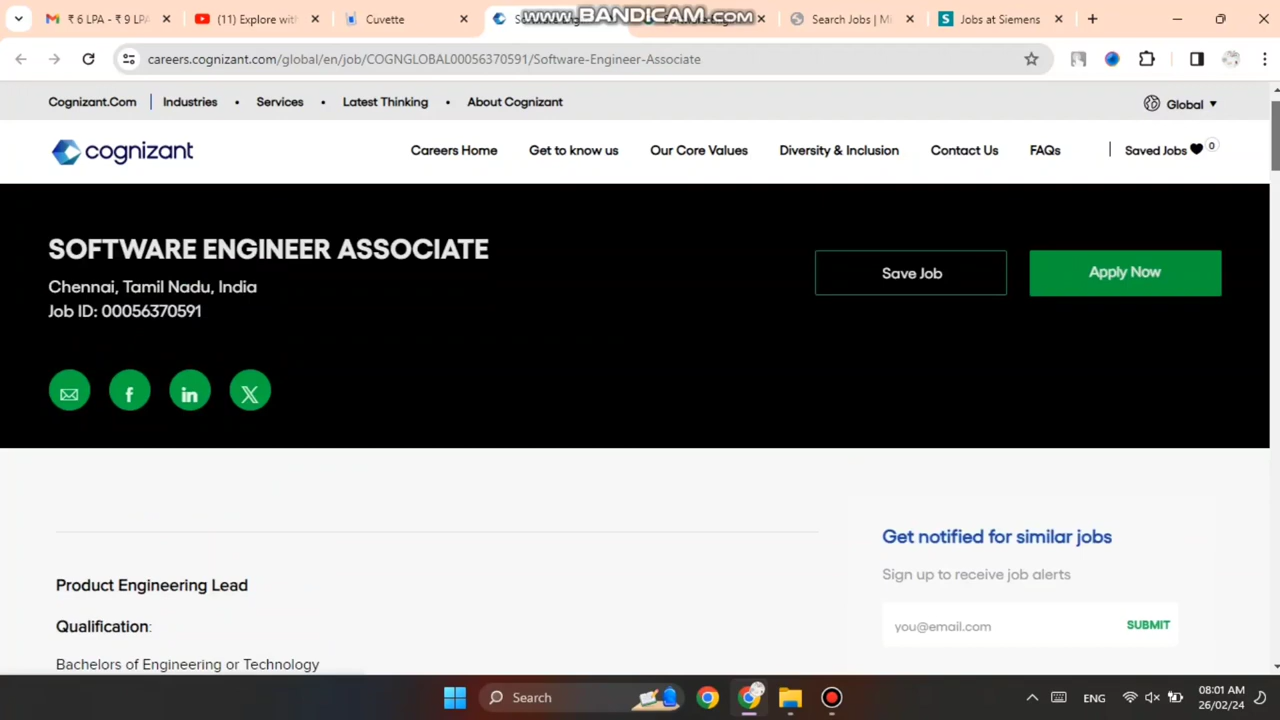 ₹ 6 LPA - ₹ 9 LPA
(11) Explore with
Cuvette
www.BANDICAM.com
Search Jobs | Mi
Jobs at Siemens
careers.cognizant.com/global/en/job/COGNGLOBAL00056370591/Software-Engineer-Associate
Cognizant.Com Industries • Services • Latest Thinking • About Cognizant
Global
cognizant
Careers Home Get to know us Our Core Values Diversity & Inclusion Contact Us FAQs Saved Jobs 0
SOFTWARE ENGINEER ASSOCIATE
Chennai, Tamil Nadu, India
Job ID: 00056370591
Save Job
Apply Now
Get notified for similar jobs
Sign up to receive job alerts
you@email.com
SUBMIT
Product Engineering Lead
Qualification:
Bachelors of Engineering or Technology
Search
ENG
08:01 AM
26/02/24